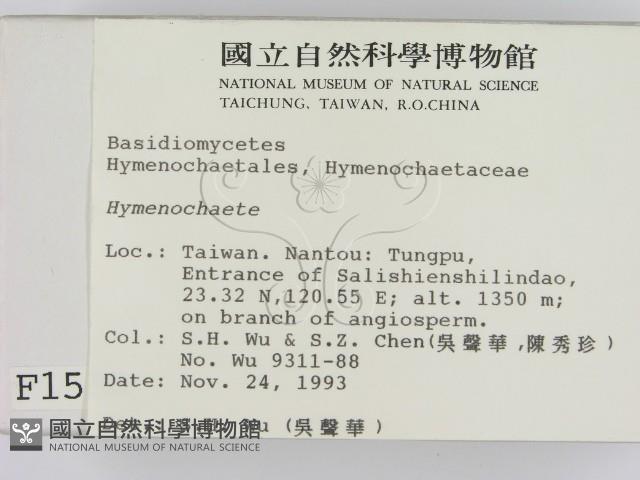 國立自然科學博物館
NATIONAL MUSEUM OF NATURAL SCIENCE
TAICHUNG, TAIWAN, R.O.CHINA
Basidiomycetes
Hymenochaetales, Hymenochaetaceae
Hymenochaete
Loc.: Taiwan. Nantou: Tungpu,
Entrance of Salishienshilindao,
23.32 N,120.55 E; alt. 1350 m;
on branch of angiosperm.
Col.: S.H. Wu & S.Z. Chen(吳聲華,陳秀珍)
No. Wu 9311-88
Date: Nov. 24, 1993
F15
(吳聲華)
國立自然科學博物館
NATIONAL MUSEUM OF NATURAL SCIENCE